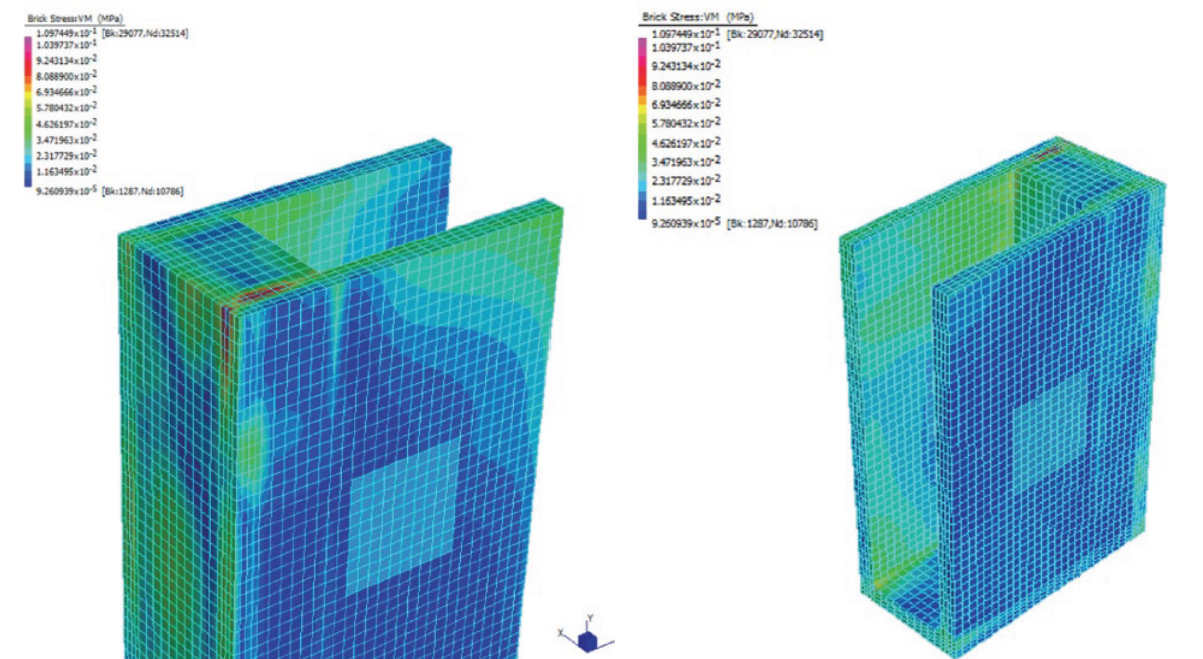 Brick Stress:VM (MPa)
1.097449x10⁻¹ [Bk:29077,Nd:32514]
1.039737x10⁻¹
9.243134x10⁻²
8.088900x10⁻²
6.934666x10⁻²
5.780432x10⁻²
4.626197x10⁻²
3.471963x10⁻²
2.317729x10⁻²
1.163495x10⁻²
9.260939x10⁻⁵ [Bk:1287,Nd:10786]
X
Y
Brick Stress:VM (MPa)
1.097449x10⁻¹ [Bk:29077,Nd:32514]
1.039737x10⁻¹
9.243134x10⁻²
8.088900x10⁻²
6.934666x10⁻²
5.780432x10⁻²
4.626197x10⁻²
3.471963x10⁻²
2.317729x10⁻²
1.163495x10⁻²
9.260939x10⁻⁵ [Bk:1287,Nd:10786]